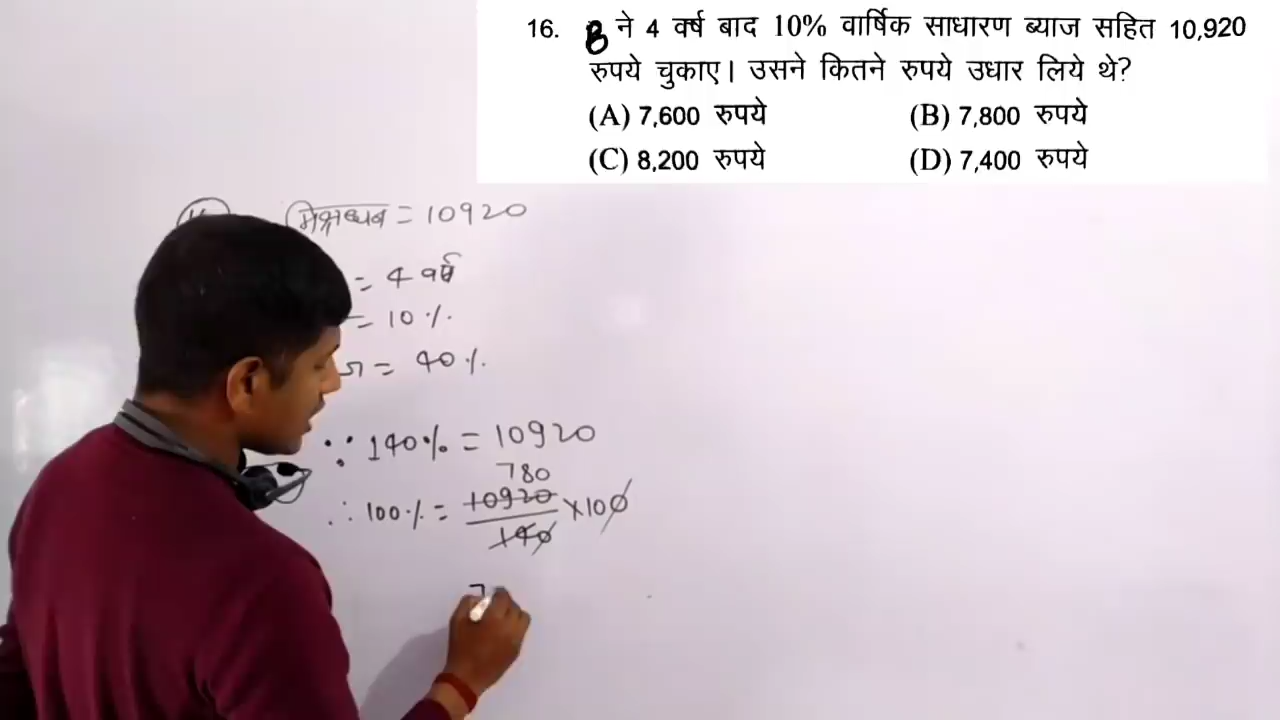 16. B ने 4 वर्ष बाद 10% वार्षिक साधारण ब्याज सहित 10,920
रुपये चुकाए। उसने कितने रुपये उधार लिये थे?
(A) 7,600 रुपये (B) 7,800 रुपये
(C) 8,200 रुपये (D) 7,400 रुपये
मिश्रधन = 10920
= 4 वर्ष
= 10%
= 40%
∵ 140% = 10920
780
∴ 100% = 10920 × 100
140
7